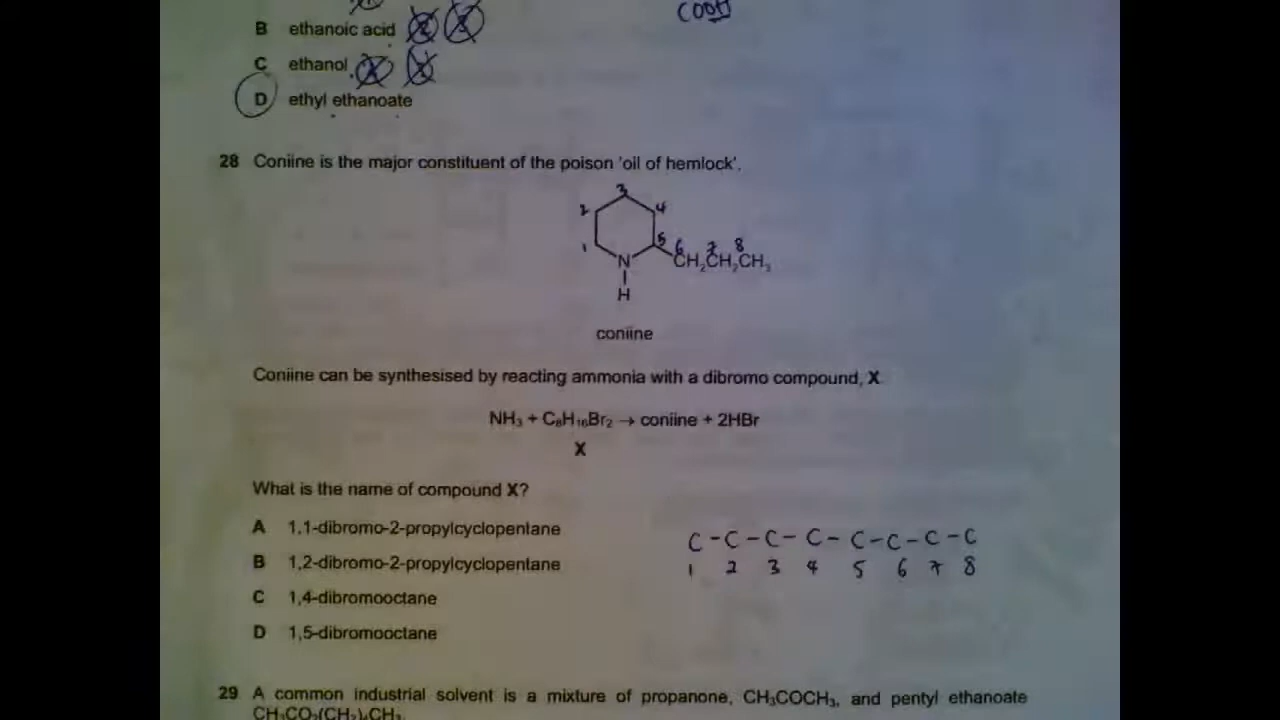 COOH
B ethanoic acid
C ethanol
D ethyl ethanoate
28 Coniine is the major constituent of the poison 'oil of hemlock'.
3
2 4
1 5 6 7 8
N CH₂CH₂CH₃
H
coniine
Coniine can be synthesised by reacting ammonia with a dibromo compound, X
NH₃ + C₈H₁₆Br₂ → coniine + 2HBr
X
What is the name of compound X?
A 1,1-dibromo-2-propylcyclopentane
B 1,2-dibromo-2-propylcyclopentane
C 1,4-dibromooctane
D 1,5-dibromooctane
C - C - C - C - C - C - C - C
1 2 3 4 5 6 7 8
29 A common industrial solvent is a mixture of propanone, CH₃COCH₃, and pentyl ethanoate
CH₃CO₂(CH₂)₄CH₃